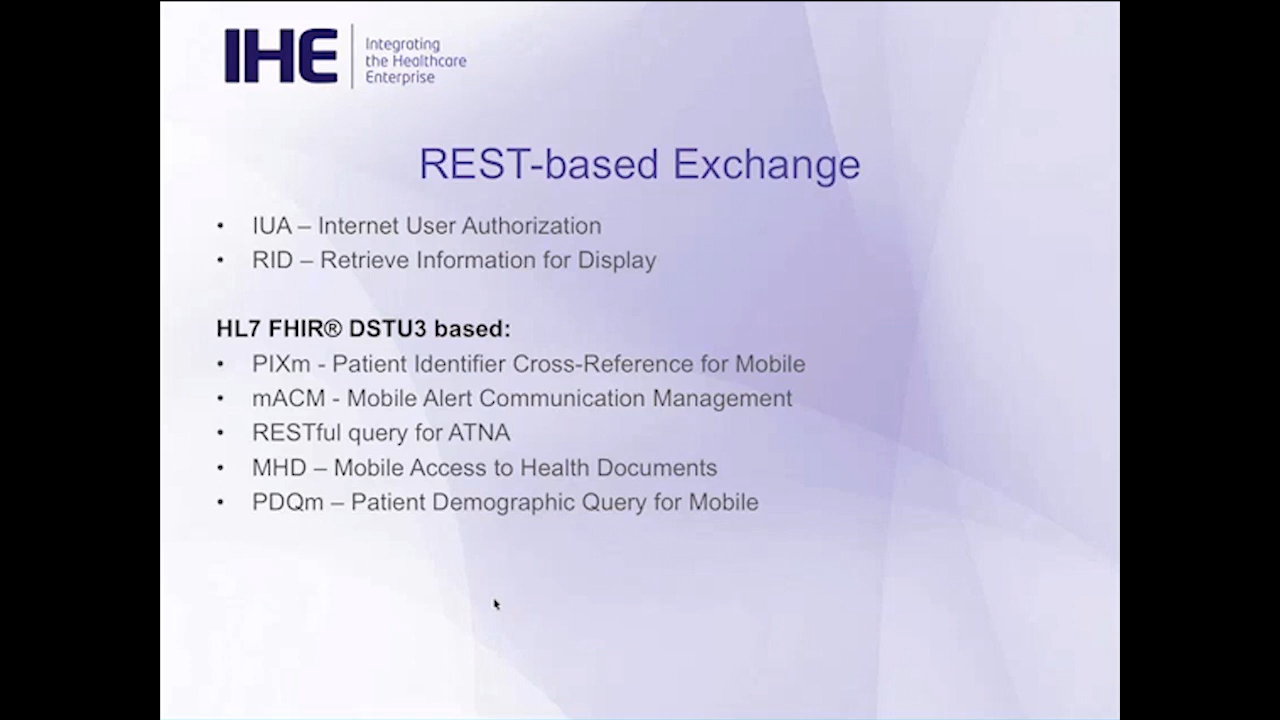 IHE
Integrating
the Healthcare
Enterprise
REST-based Exchange
• IUA – Internet User Authorization
• RID – Retrieve Information for Display
HL7 FHIR® DSTU3 based:
• PIXm - Patient Identifier Cross-Reference for Mobile
• mACM - Mobile Alert Communication Management
• RESTful query for ATNA
• MHD – Mobile Access to Health Documents
• PDQm – Patient Demographic Query for Mobile